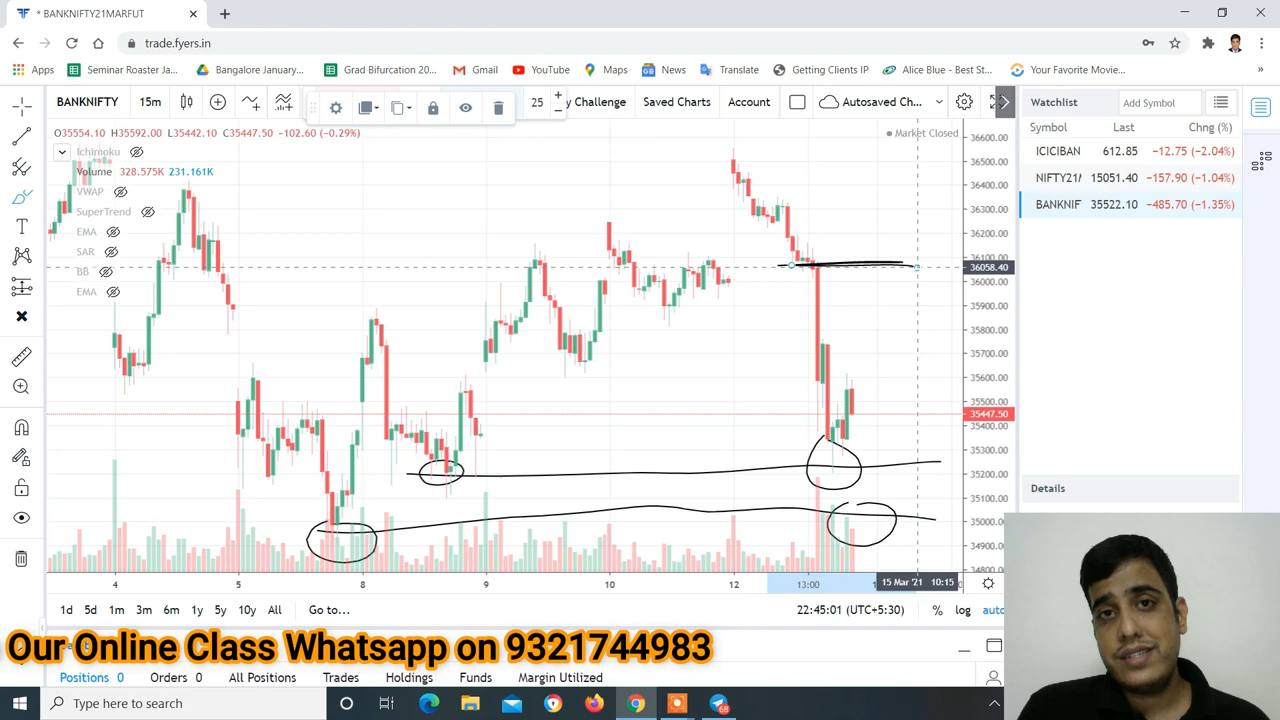 * BANKNIFTY21MARFUT
trade.fyers.in
Apps
Seminar Roaster Ja...
Bangalore January...
Grad Bifurcation 20...
Gmail
YouTube
Maps
News
Translate
Getting Clients IP
Alice Blue - Best St...
Your Favorite Movie...
»
BANKNIFTY
15m
25
y Challenge
Saved Charts
Account
Autosaved Ch...
Watchlist
Add Symbol
Symbol Last Chng (%)
ICICIBAN 612.85 −12.75 (−2.04%)
NIFTY21 15051.40 −157.90 (−1.04%)
BANKNIF 35522.10 −485.70 (−1.35%)
Details
O35554.10 H35592.00 L35442.10 C35447.50 −102.60 (−0.29%)
Market Closed
Ichimoku
Volume 328.575K 231.161K
VWAP
SuperTrend
EMA
SAR
BB
EMA
36600.00
36500.00
36400.00
36300.00
36200.00
36100.00
36058.40
36000.00
35900.00
35800.00
35700.00
35600.00
35500.00
35447.50
35400.00
35300.00
35200.00
35100.00
35000.00
34900.00
34800.00
4 5 8 9 10 12 13:00
15 Mar '21 10:15
1d 5d 1m 3m 6m 1y 5y 10y All Go to...
22:45:01 (UTC+5:30) % log auto
Our Online Class Whatsapp on 9321744983
Positions 0 Orders 0 All Positions Trades Holdings Funds Margin Utilized
Type here to search
68